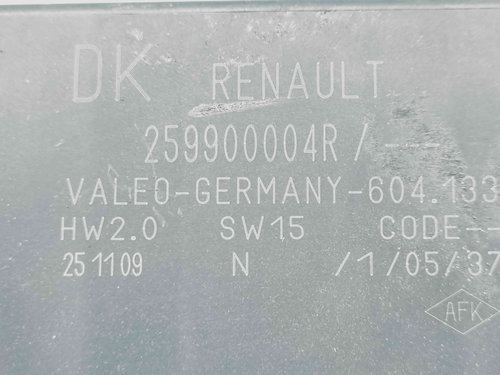 DK RENAULT
259900004R /
VALEO-GERMANY-604.133
HW2.0 SW15 CODE--
251109 N /1/05/37
AFK